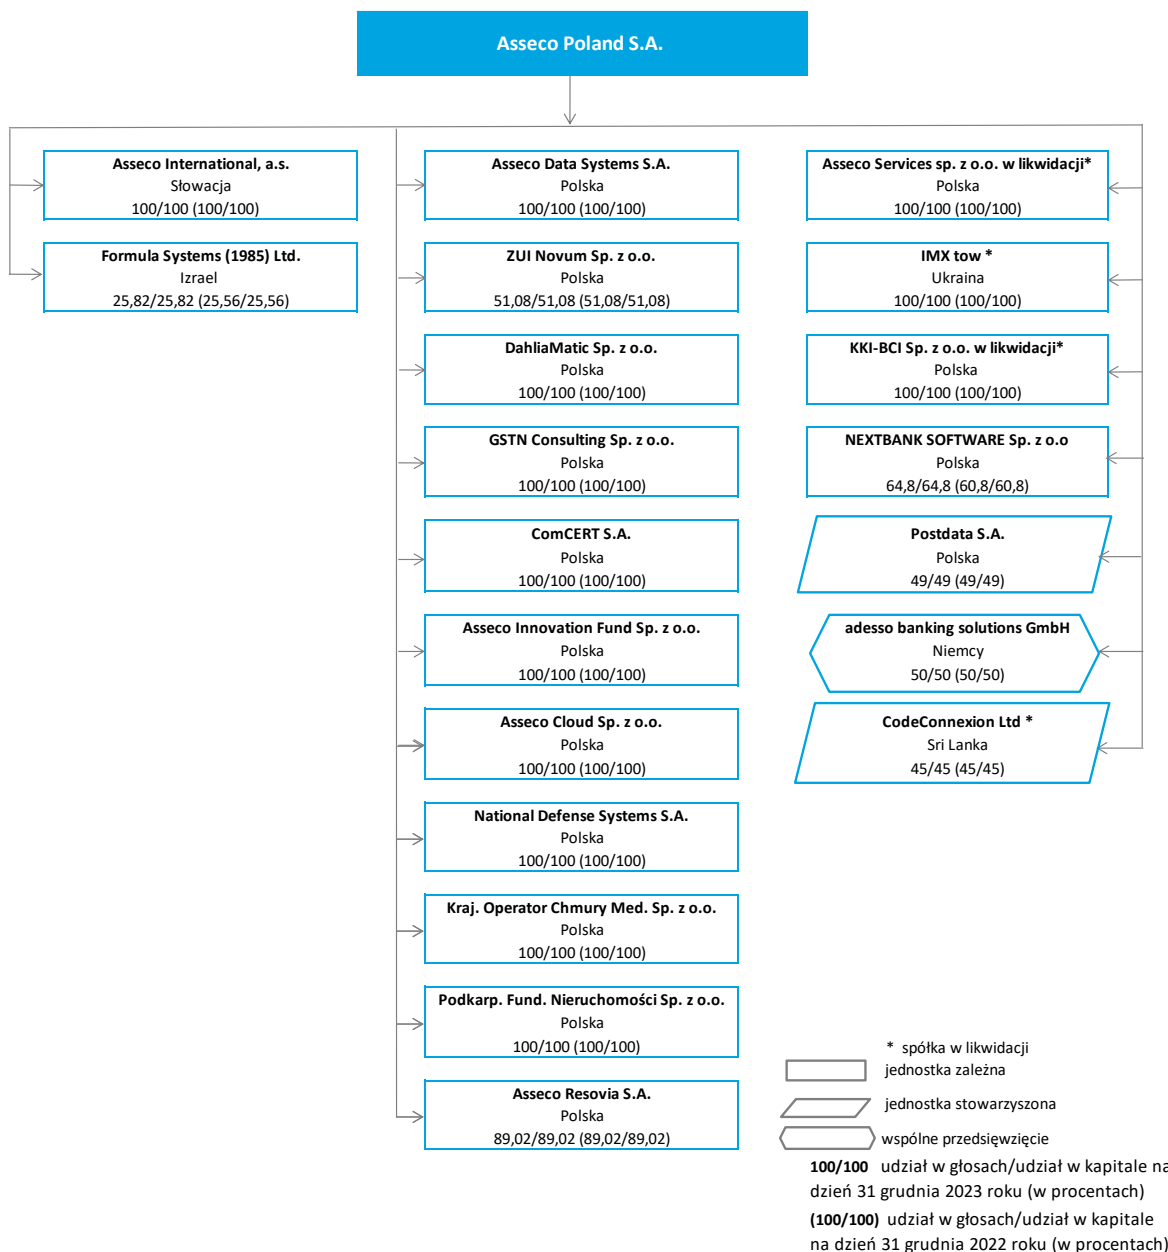 Asseco Poland S.A.
Asseco International, a.s.
Słowacja
100/100 (100/100)
Formula Systems (1985) Ltd.
Izrael
25,82/25,82 (25,56/25,56)
Asseco Data Systems S.A.
Polska
100/100 (100/100)
ZUI Novum Sp. z o.o.
Polska
51,08/51,08 (51,08/51,08)
DahliaMatic Sp. z o.o.
Polska
100/100 (100/100)
GSTN Consulting Sp. z o.o.
Polska
100/100 (100/100)
ComCERT S.A.
Polska
100/100 (100/100)
Asseco Innovation Fund Sp. z o.o.
Polska
100/100 (100/100)
Asseco Cloud Sp. z o.o.
Polska
100/100 (100/100)
National Defense Systems S.A.
Polska
100/100 (100/100)
Kraj. Operator Chmury Med. Sp. z o.o.
Polska
100/100 (100/100)
Podkarp. Fund. Nieruchomości Sp. z o.o.
Polska
100/100 (100/100)
Asseco Resovia S.A.
Polska
89,02/89,02 (89,02/89,02)
Asseco Services sp. z o.o. w likwidacji*
Polska
100/100 (100/100)
IMX tow *
Ukraina
100/100 (100/100)
KKI-BCI Sp. z o.o. w likwidacji*
Polska
100/100 (100/100)
NEXTBANK SOFTWARE Sp. z o.o
Polska
64,8/64,8 (60,8/60,8)
Postdata S.A.
Polska
49/49 (49/49)
adesso banking solutions GmbH
Niemcy
50/50 (50/50)
CodeConnexion Ltd *
Sri Lanka
45/45 (45/45)
* spółka w likwidacji
jednostka zależna
jednostka stowarzyszona
wspólne przedsięwzięcie
100/100 udział w głosach/udział w kapitale na
dzień 31 grudnia 2023 roku (w procentach)
(100/100) udział w głosach/udział w kapitale
na dzień 31 grudnia 2022 roku (w procentach)